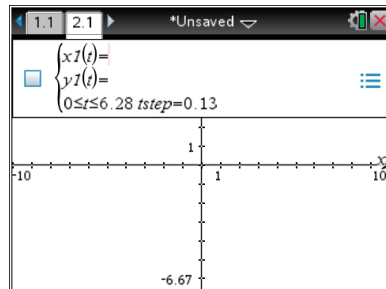 1.1 2.1 *Unsaved
x1(t)=
y1(t)=
0≤t≤6.28 tstep=0.13
1
x
-10 1 10
-6.67